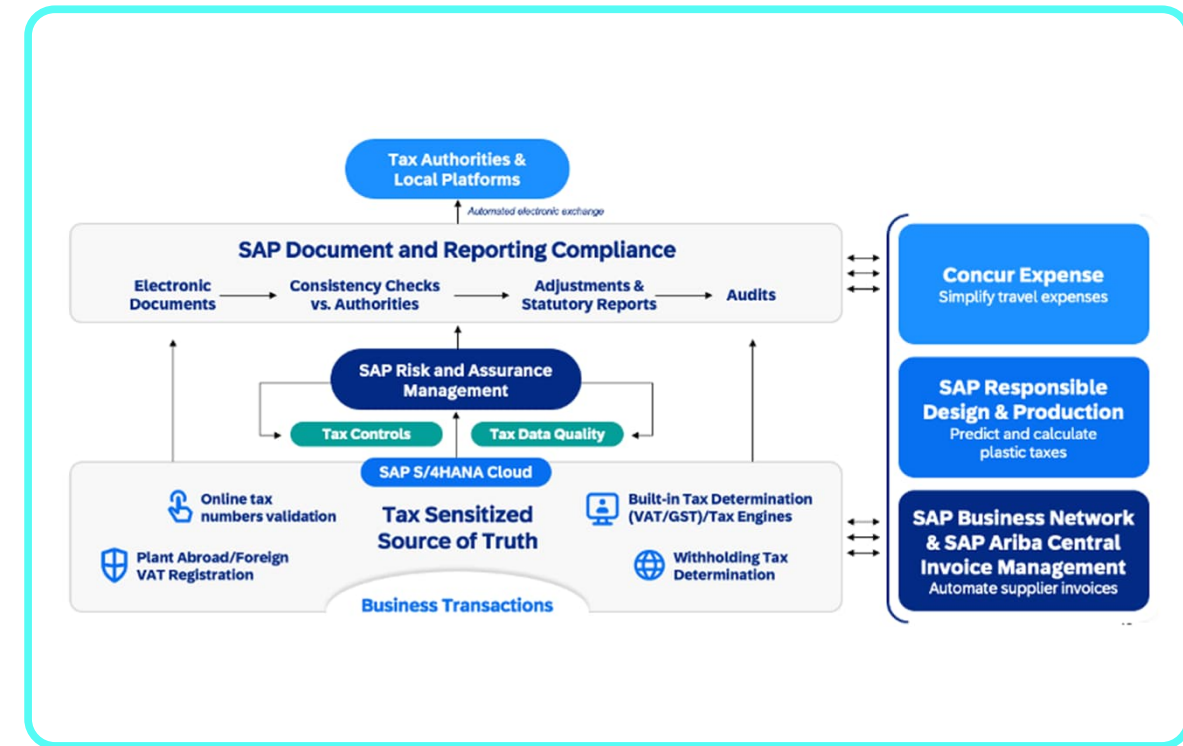 Tax Authorities &
Local Platforms
Automated electronic exchange
SAP Document and Reporting Compliance
Electronic
Documents
Consistency Checks
vs. Authorities
Adjustments &
Statutory Reports
Audits
SAP Risk and Assurance
Management
Tax Controls
Tax Data Quality
SAP S/4HANA Cloud
Online tax
numbers validation
Plant Abroad/Foreign
VAT Registration
Tax Sensitized
Source of Truth
Built-in Tax Determination
(VAT/GST)/Tax Engines
Withholding Tax
Determination
Business Transactions
Concur Expense
Simplify travel expenses
SAP Responsible
Design & Production
Predict and calculate
plastic taxes
SAP Business Network
& SAP Ariba Central
Invoice Management
Automate supplier invoices